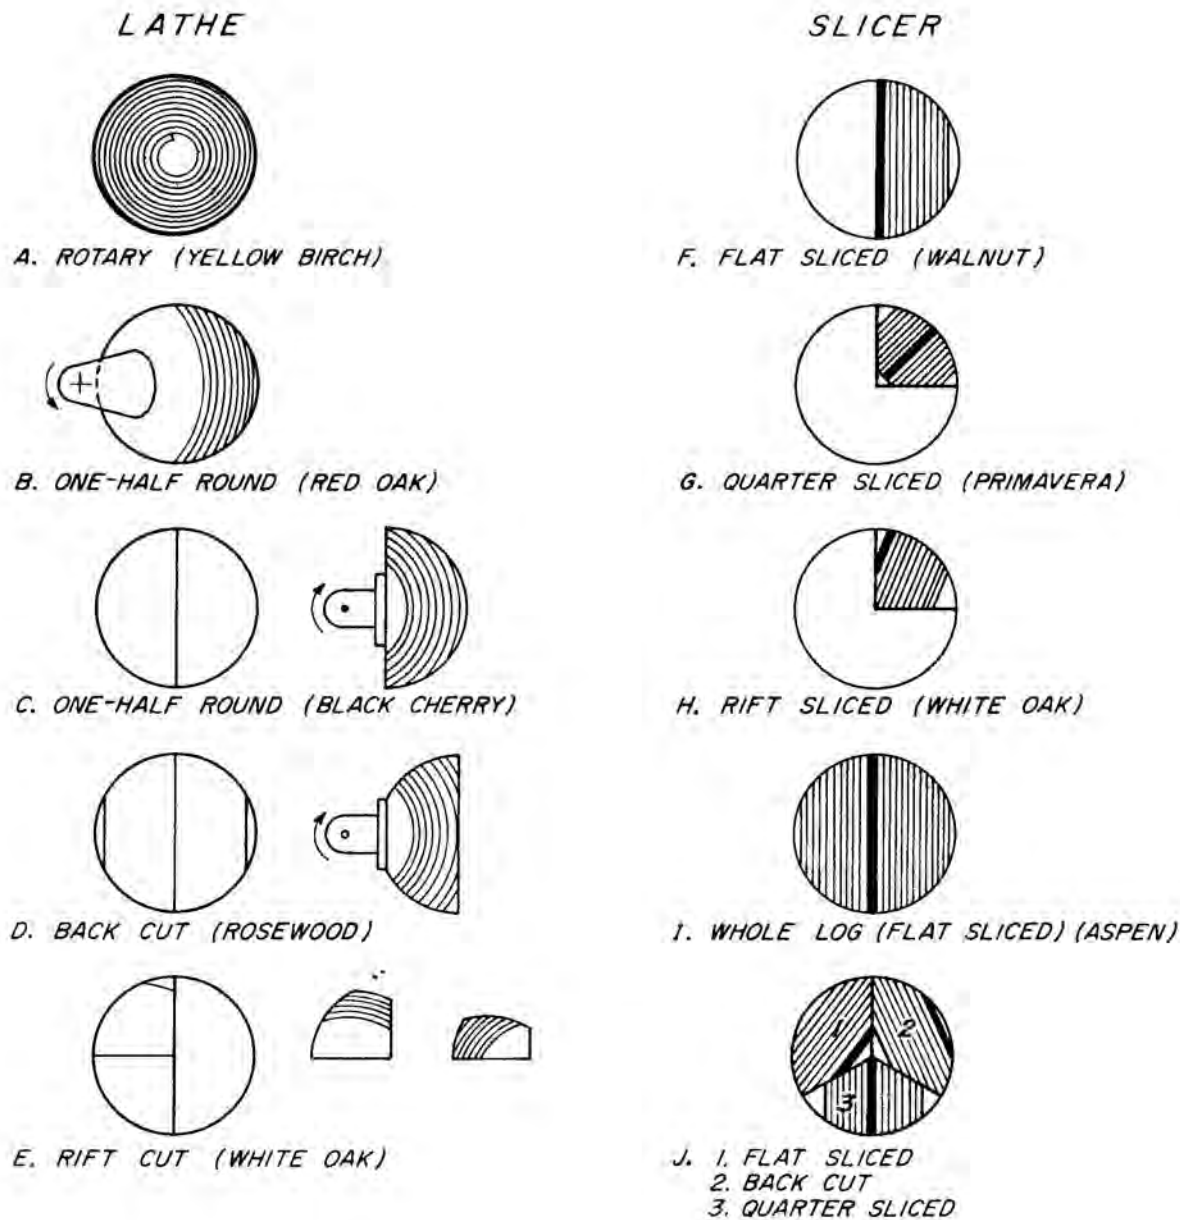 LATHE
A. ROTARY (YELLOW BIRCH)
B. ONE-HALF ROUND (RED OAK)
C. ONE-HALF ROUND (BLACK CHERRY)
D. BACK CUT (ROSEWOOD)
E. RIFT CUT (WHITE OAK)
SLICER
F. FLAT SLICED (WALNUT)
G. QUARTER SLICED (PRIMAVERA)
H. RIFT SLICED (WHITE OAK)
I. WHOLE LOG (FLAT SLICED) (ASPEN)
1
2
3
J. 1. FLAT SLICED
2. BACK CUT
3. QUARTER SLICED